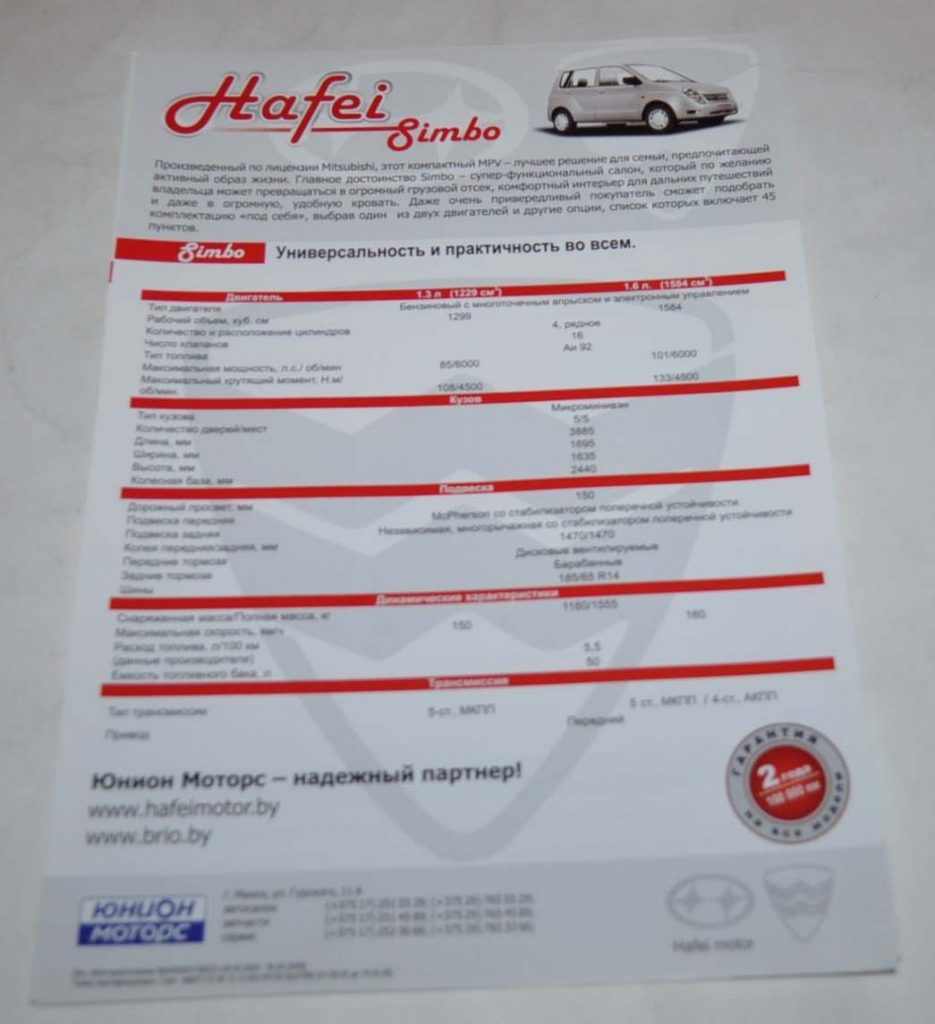 Hafei
Simbo
Произведенный по лицензии Mitsubishi, этот компактный MPV – лучшее решение для семьи, предпочитающей
активный образ жизни. Главное достоинство Simbo – супер-функциональный салон, который по желанию
владельца может превращаться в огромный грузовой отсек, комфортный интерьер для дальних путешествий
и даже в огромную, удобную кровать. Даже очень привередливый покупатель сможет подобрать
комплектацию «под себя», выбрав один из двух двигателей и другие опции, список которых включает 45
пунктов.
Simbo Универсальность и практичность во всем.
Двигатель 1.3 л (1229 см³) 1.6 л. (1584 см³)
Тип двигателя Бензиновый с многоточечным впрыском и электронным управлением
Рабочий объем, куб. см 1299 1584
Количество и расположение цилиндров 4, рядное
Число клапанов 16
Тип топлива Аи 92
Максимальная мощность, л.с./ об/мин 85/6000 101/6000
Максимальный крутящий момент, Н.м/
об/мин. 108/4500 133/4500
Кузов
Тип кузова Микроминивэн
Количество дверей/мест 5/5
Длина, мм 3885
Ширина, мм 1695
Высота, мм 1635
Колесная база, мм 2440
Подвеска
Дорожный просвет, мм 150
Подвеска передняя McPherson со стабилизатором поперечной устойчивости
Подвеска задняя Независимая, многорычажная со стабилизатором поперечной устойчивости
Колея передняя/задняя, мм 1470/1470
Передние тормоза Дисковые вентилируемые
Задние тормоза Барабанные
Шины 185/65 R14
Динамические характеристики
Снаряженная масса/Полная масса, кг 1180/1555
Максимальная скорость, км/ч 150 160
Расход топлива, л/100 км 5,5
(данные производителя)
Емкость топливного бака, л 50
Трансмиссия
Тип трансмиссии 5-ст., МКПП 5 ст., МКПП / 4-ст., АКПП
Привод Передний
Юнион Моторс – надежный партнер!
www.hafeimotor.by
www.brio.by
ГАРАНТИЯ
2 года
100 000 км
НА ВСЕ МОДЕЛИ
ЮНИОН
МОТОРС
г. Минск, ул.
автосалон
запчасти
сервис
Hafei motor